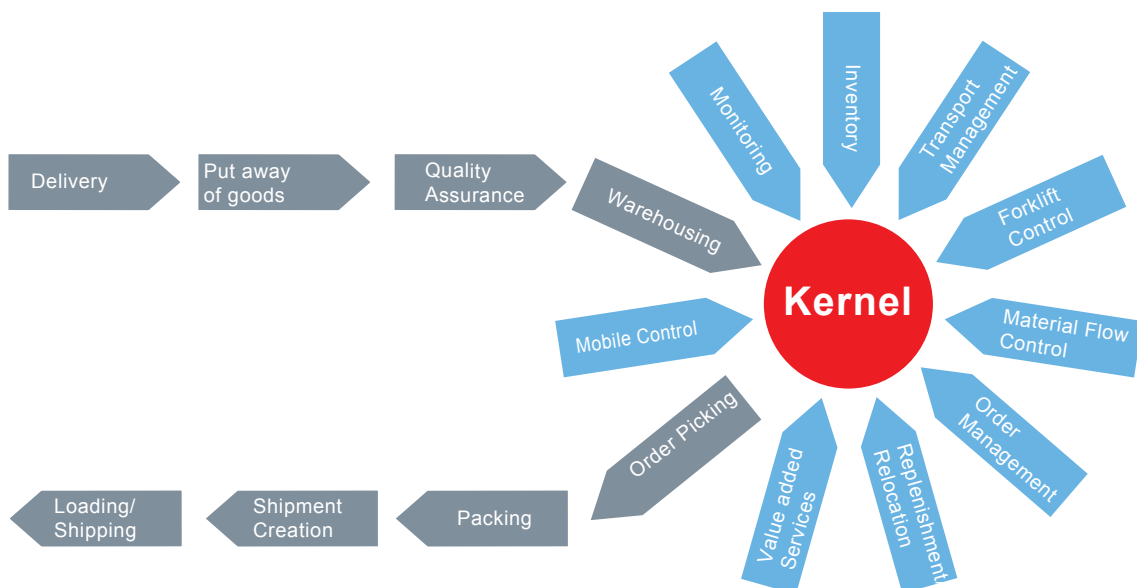 Delivery
Put away
of goods
Quality
Assurance
Warehousing
Monitoring
Inventory
Transport
Management
Forklift
Control
Kernel
Mobile Control
Material Flow
Control
Order Picking
Order
Management
Value added
Services
Replenishment
Relocation
Loading/
Shipping
Shipment
Creation
Packing